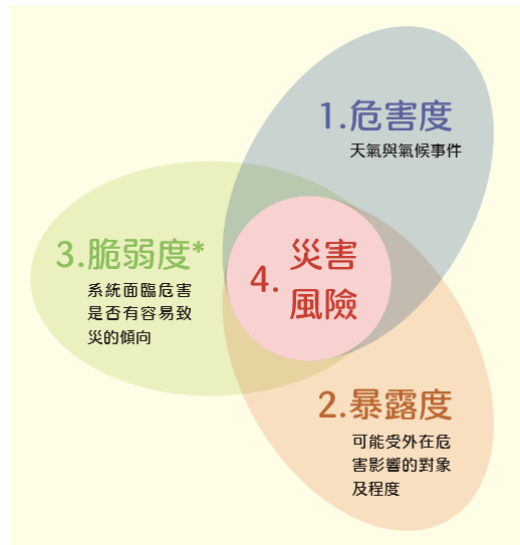 1.危害度
天氣與氣候事件
3.脆弱度*
系統面臨危害
是否有容易致
災的傾向
4.
災害
風險
2.暴露度
可能受外在危
害影響的對象
及程度